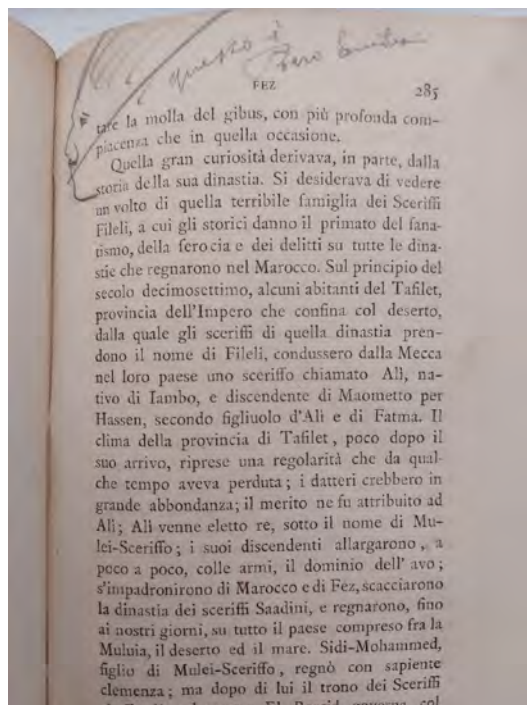 questo è
FEZ
285
tare la molla del gibus, con più profonda com-
piacenza che in quella occasione.
Quella gran curiosità derivava, in parte, dalla
storia della sua dinastia. Si desiderava di vedere
un volto di quella terribile famiglia dei Sceriffi
Fileli, a cui gli storici danno il primato del fana-
tismo, della ferocia e dei delitti su tutte le dina-
stie che regnarono nel Marocco. Sul principio del
secolo decimosettimo, alcuni abitanti del Tafilet,
provincia dell'Impero che confina col deserto,
dalla quale gli sceriffi di quella dinastia pren-
dono il nome di Fileli, condussero dalla Mecca
nel loro paese uno sceriffo chiamato Alì, na-
tivo di Iambo, e discendente di Maometto per
Hassen, secondo figliuolo d'Alì e di Fatma. Il
clima della provincia di Tafilet, poco dopo il
suo arrivo, riprese una regolarità che da qual-
che tempo aveva perduta; i datteri crebbero in
grande abbondanza; il merito ne fu attribuito ad
Alì; Alì venne eletto re, sotto il nome di Mu-
lei-Sceriffo; i suoi discendenti allargarono, a
poco a poco, colle armi, il dominio dell' avo;
s'impadronirono di Marocco e di Fez, scacciarono
la dinastia dei sceriffi Saadini, e regnarono, fino
ai nostri giorni, su tutto il paese compreso fra la
Muluia, il deserto ed il mare. Sidi-Mohammed,
figlio di Mulei-Sceriffo, regnò con sapiente
clemenza; ma dopo di lui il trono dei Sceriffi